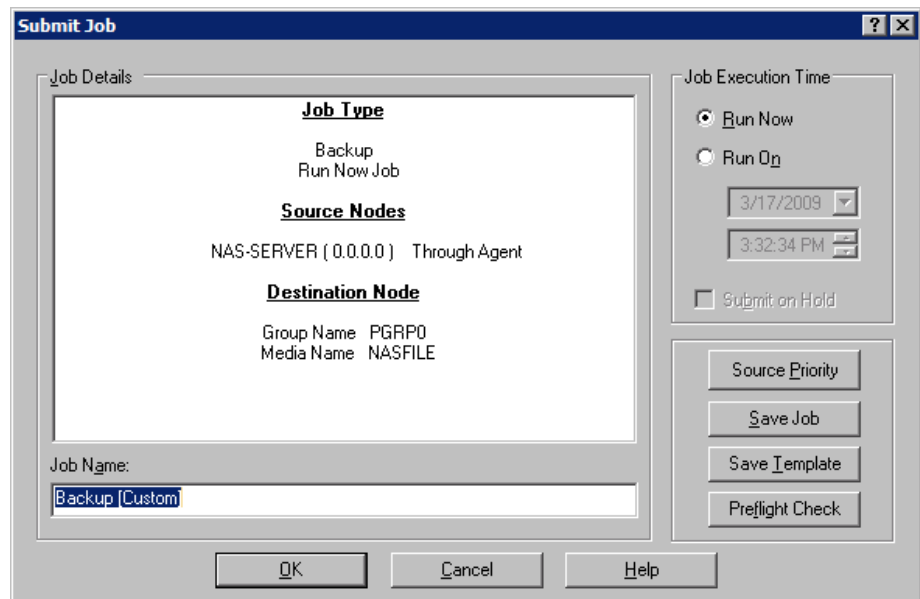 Submit Job
Job Details
Job Type
Backup
Run Now Job
Source Nodes
NAS-SERVER ( 0.0.0.0 ) Through Agent
Destination Node
Group Name PGRP0
Media Name NASFILE
Job Name:
Backup [Custom]
Job Execution Time
Run Now
Run On
3/17/2009
3:32:34 PM
Submit on Hold
Source Priority
Save Job
Save Template
Preflight Check
OK
Cancel
Help